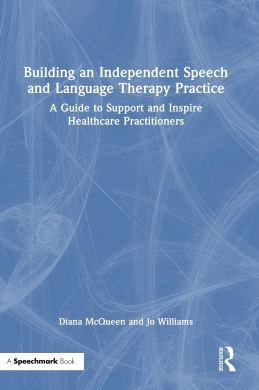 Building an Independent Speech
and Language Therapy Practice
A Guide to Support and Inspire
Healthcare Practitioners
Diana McQueen and Jo Williams
A Speechmark Book
ROUTLEDGE